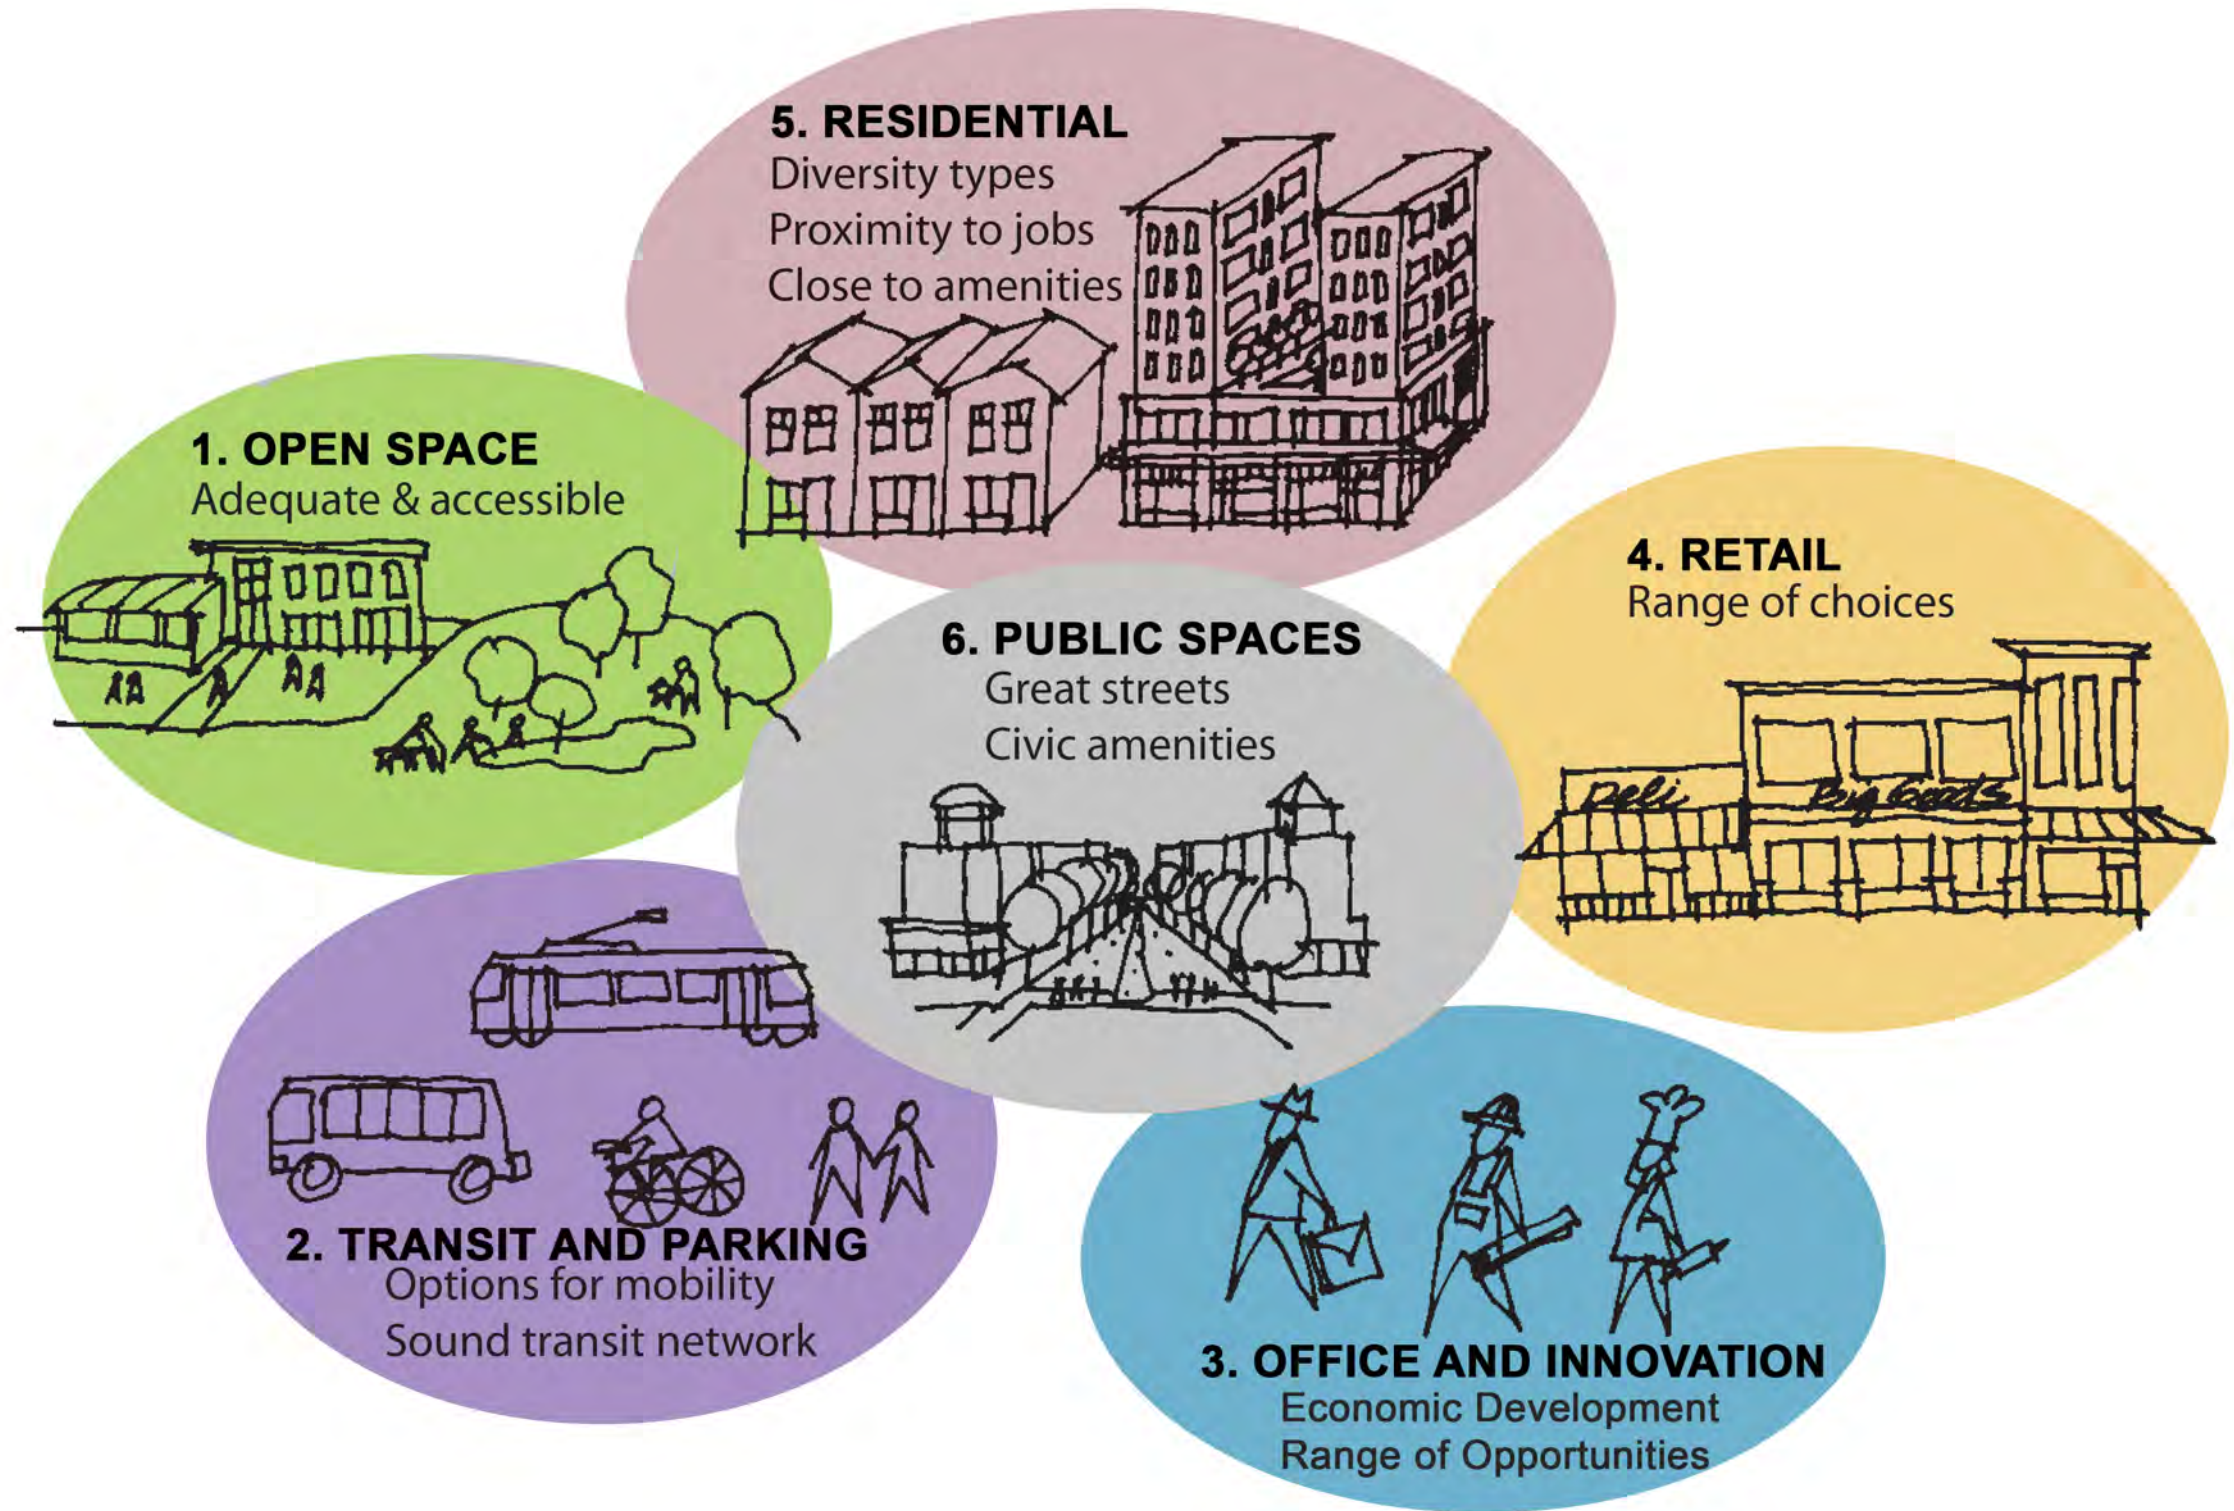 5. RESIDENTIAL
Diversity types
Proximity to jobs
Close to amenities
1. OPEN SPACE
Adequate & accessible
4. RETAIL
Range of choices
Deli
Big Goods
6. PUBLIC SPACES
Great streets
Civic amenities
2. TRANSIT AND PARKING
Options for mobility
Sound transit network
3. OFFICE AND INNOVATION
Economic Development
Range of Opportunities